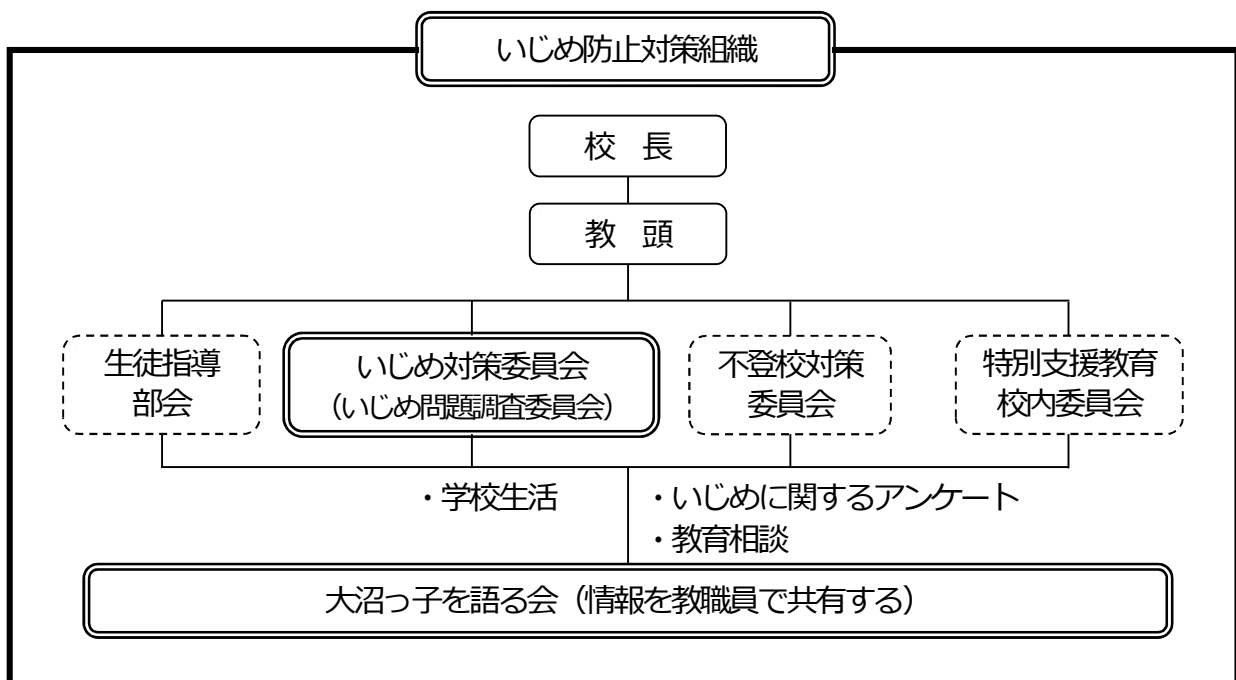 いじめ防止対策組織
校　長
教　頭
生徒指導
部会
いじめ対策委員会
（いじめ問題調査委員会）
不登校対策
委員会
特別支援教育
校内委員会
・学校生活
・いじめに関するアンケート
・教育相談
大沼っ子を語る会（情報を教職員で共有する）